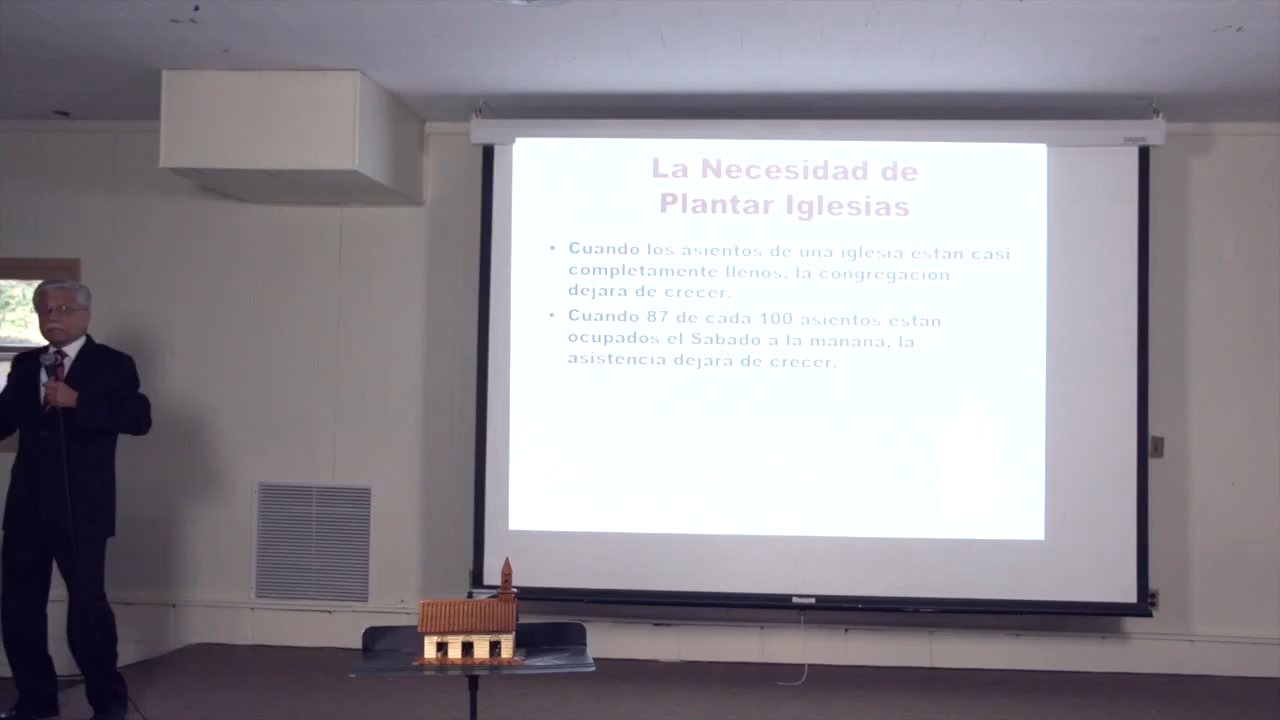 La Necesidad de
Plantar Iglesias
• Cuando los asientos de una iglesia estan casi
completamente llenos, la congregacion
dejara de crecer.
• Cuando 87 de cada 100 asientos estan
ocupados el Sabado a la manana, la
asistencia dejara de crecer.